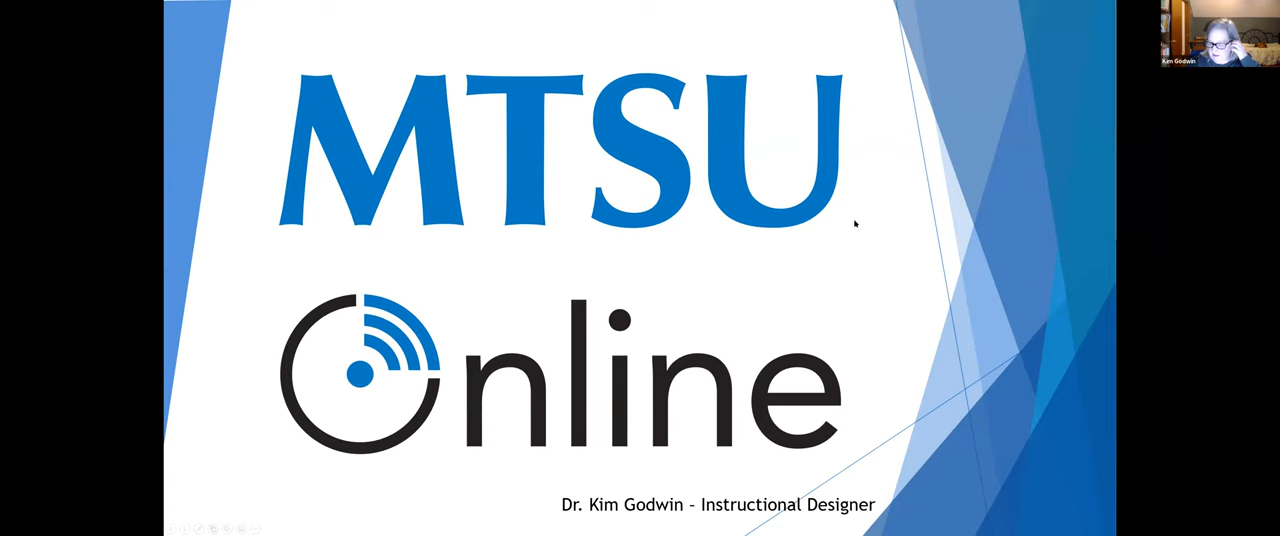 MTSU
Online
Dr. Kim Godwin – Instructional Designer
Kim Godwin